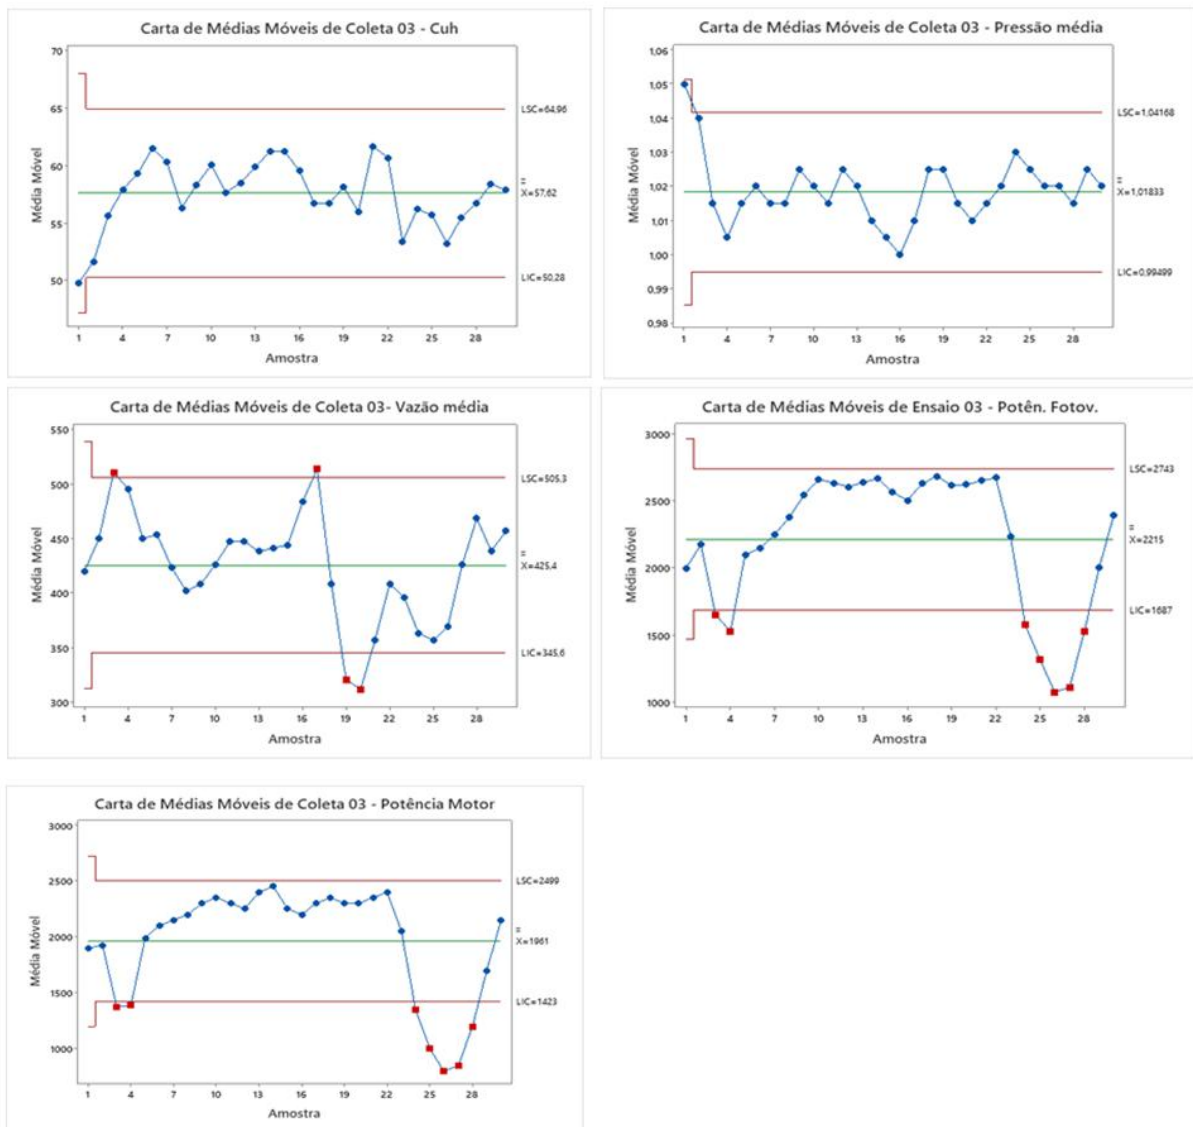 Carta de Médias Móveis de Coleta 03 - Cuh
Média Móvel
70
65
60
55
50
LSC=64,96
X=57,62
LIC=50,28
1 4 7 10 13 16 19 22 25 28
Amostra
Carta de Médias Móveis de Coleta 03 - Pressão média
Média Móvel
1,06
1,05
1,04
1,03
1,02
1,01
1,00
0,99
0,98
LSC=1,04168
X=1,01833
LIC=0,99499
1 4 7 10 13 16 19 22 25 28
Amostra
Carta de Médias Móveis de Coleta 03- Vazão média
Média Móvel
550
500
450
400
350
300
LSC=505,3
X=425,4
LIC=345,6
1 4 7 10 13 16 19 22 25 28
Amostra
Carta de Médias Móveis de Ensaio 03 - Potên. Fotov.
Média Móvel
3000
2500
2000
1500
1000
LSC=2743
X=2215
LIC=1687
1 4 7 10 13 16 19 22 25 28
Amostra
Carta de Médias Móveis de Coleta 03 - Potência Motor
Média Móvel
3000
2500
2000
1500
1000
LSC=2499
X=1961
LIC=1423
1 4 7 10 13 16 19 22 25 28
Amostra